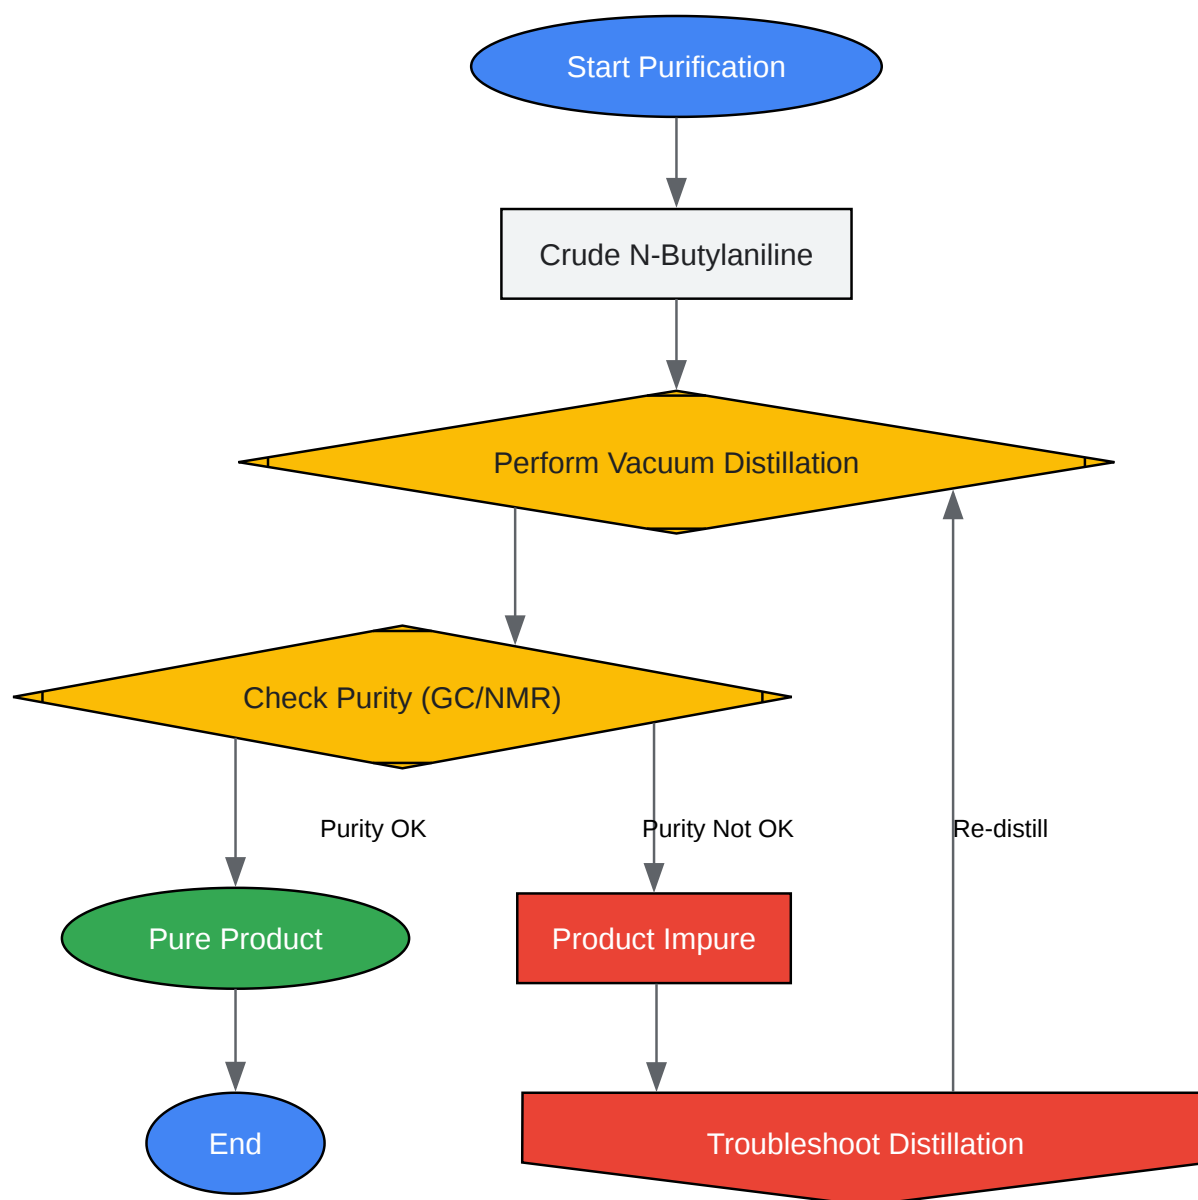 Start Purification
Crude N-Butylaniline
Perform Vacuum Distillation
Check Purity (GC/NMR)
Purity OK
Purity Not OK
Re-distill
Pure Product
Product Impure
End
Troubleshoot Distillation